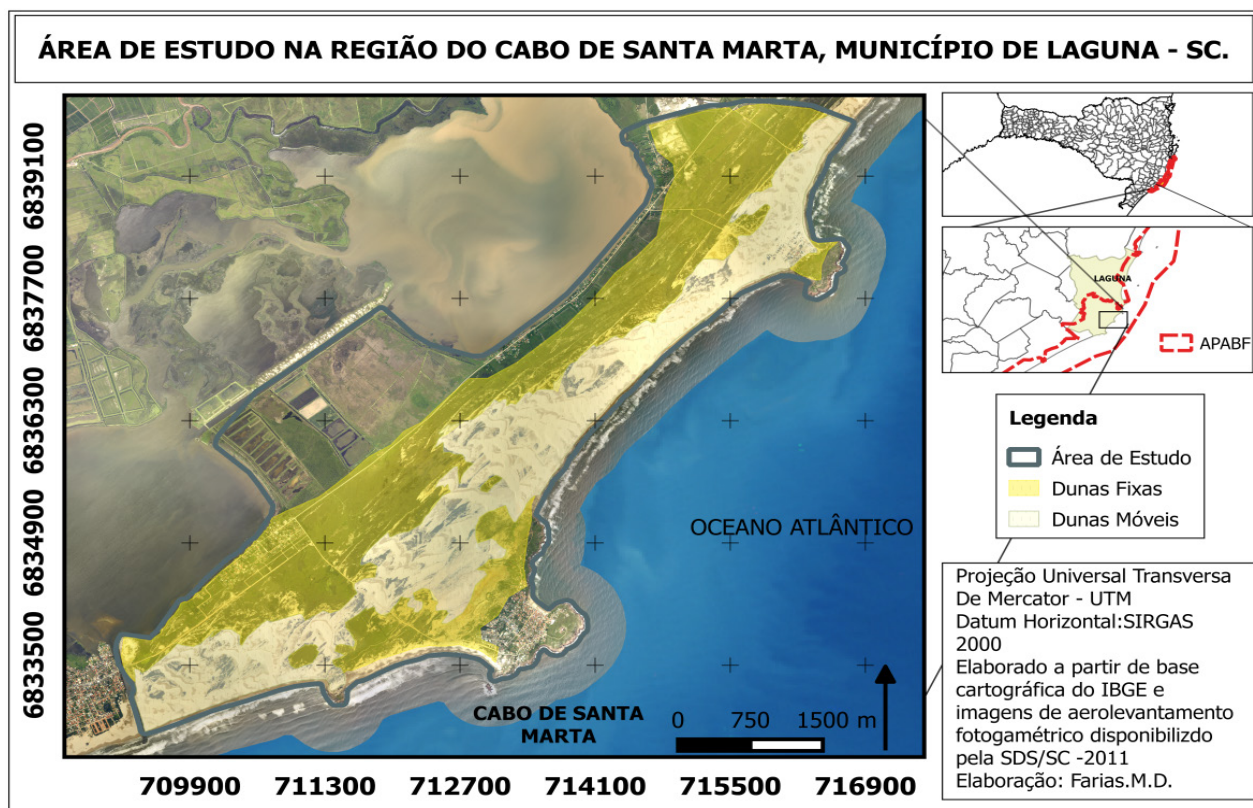 ÁREA DE ESTUDO NA REGIÃO DO CABO DE SANTA MARTA, MUNICÍPIO DE LAGUNA - SC.
6839100
6837700
6836300
6834900
6833500
OCEANO ATLÂNTICO
CABO DE SANTA
MARTA
0 750 1500 m
709900 711300 712700 714100 715500 716900
LAGUNA
APABF
Legenda
Área de Estudo
Dunas Fixas
Dunas Móveis
Projeção Universal Transversa
De Mercator - UTM
Datum Horizontal:SIRGAS
2000
Elaborado a partir de base
cartográfica do IBGE e
imagens de aerolevantamento
fotogamétrico disponibilizdo
pela SDS/SC -2011
Elaboração: Farias.M.D.